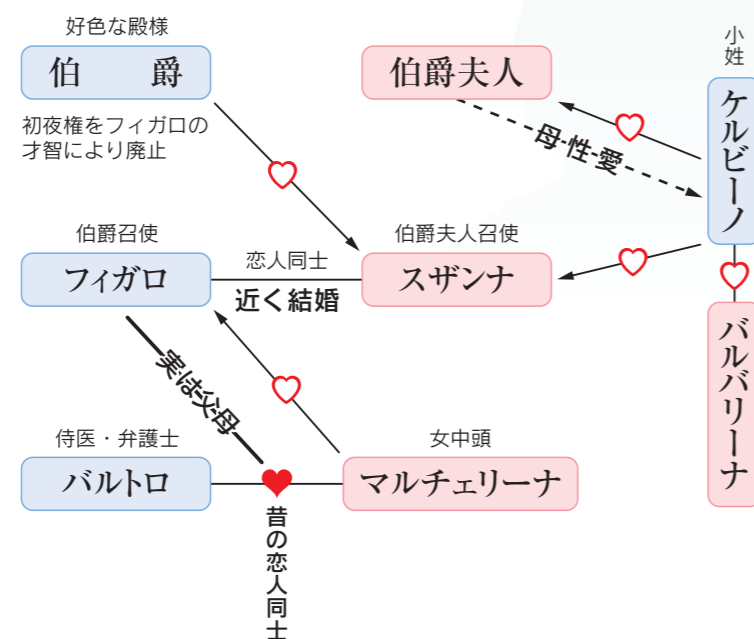 好色な殿様
伯爵
初夜権をフィガロの
才智により廃止
伯爵夫人
母性愛
小姓
ケルビーノ
伯爵召使
フィガロ
恋人同士
近く結婚
伯爵夫人召使
スザンナ
バルバリーナ
実は父母
侍医・弁護士
バルトロ
女中頭
マルチェリーナ
昔の恋人同士